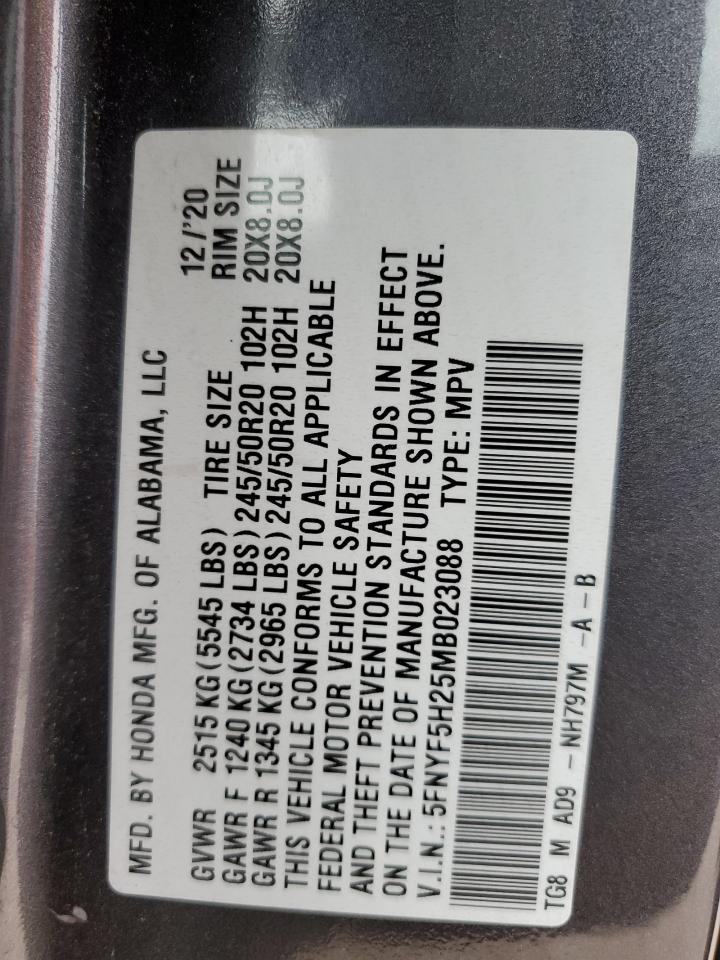 MFD. BY HONDA MFG. OF ALABAMA, LLC
12/'20
GVWR 2515 KG (5545 LBS) TIRE SIZE RIM SIZE
GAWR F 1240 KG (2734 LBS) 245/50R20 102H 20X8.0J
GAWR R 1345 KG (2965 LBS) 245/50R20 102H 20X8.0J
THIS VEHICLE CONFORMS TO ALL APPLICABLE
FEDERAL MOTOR VEHICLE SAFETY
AND THEFT PREVENTION STANDARDS IN EFFECT
ON THE DATE OF MANUFACTURE SHOWN ABOVE.
V.I.N.: 5FNYF5H25MB023088 TYPE: MPV
TG8 M AD9 -NH797M -A-B